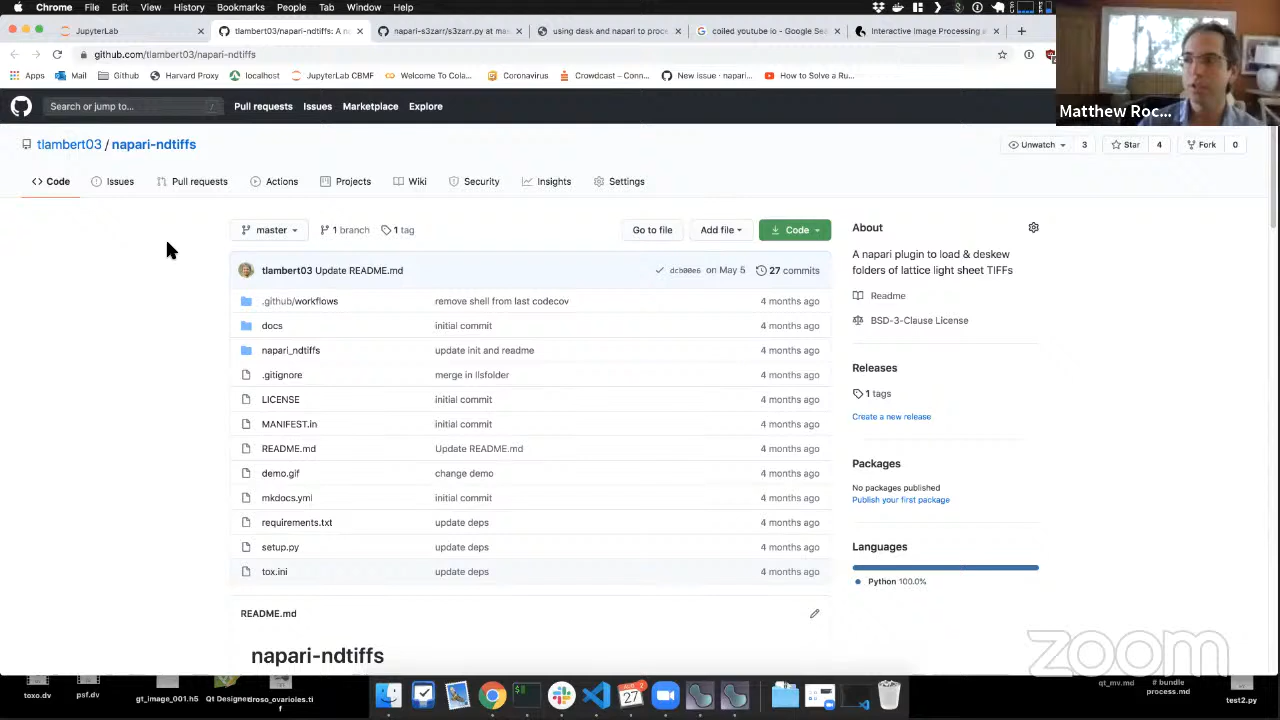 Chrome File Edit View History Bookmarks People Tab Window Help
JupyterLab
tlambert03/napari-ndtiffs: A n
napari-s3zarr/s3zarr.py at mas
using dask and napari to proce
coiled youtube io - Google Sea
Interactive Image Processing a
github.com/tlambert03/napari-ndtiffs
Apps Mail Github Harvard Proxy localhost JupyterLab CBMF Welcome To Cola... Coronavirus Crowdcast – Conn... New issue · napari... How to Solve a Ru...
Matthew Roc...
Search or jump to... /
Pull requests Issues Marketplace Explore
tlambert03 / napari-ndtiffs
Unwatch 3 Star 4 Fork 0
Code Issues Pull requests Actions Projects Wiki Security Insights Settings
master 1 branch 1 tag Go to file Add file Code
tlambert03 Update README.md dcb00e6 on May 5 27 commits
.github/workflows remove shell from last codecov 4 months ago
docs initial commit 4 months ago
napari_ndtiffs update init and readme 4 months ago
.gitignore merge in llsfolder 4 months ago
LICENSE initial commit 4 months ago
MANIFEST.in initial commit 4 months ago
README.md Update README.md 4 months ago
demo.gif change demo 4 months ago
mkdocs.yml initial commit 4 months ago
requirements.txt update deps 4 months ago
setup.py update deps 4 months ago
tox.ini update deps 4 months ago
README.md
napari-ndtiffs
About
A napari plugin to load & deskew
folders of lattice light sheet TIFFs
Readme
BSD-3-Clause License
Releases
1 tags
Create a new release
Packages
No packages published
Publish your first package
Languages
Python 100.0%
zoom
toxo.dv
psf.dv
gt_image_001.h5
Qt Designer
droso_ovarioles.ti
f
27
qt_mv.md
# bundle
process.md
test2.py